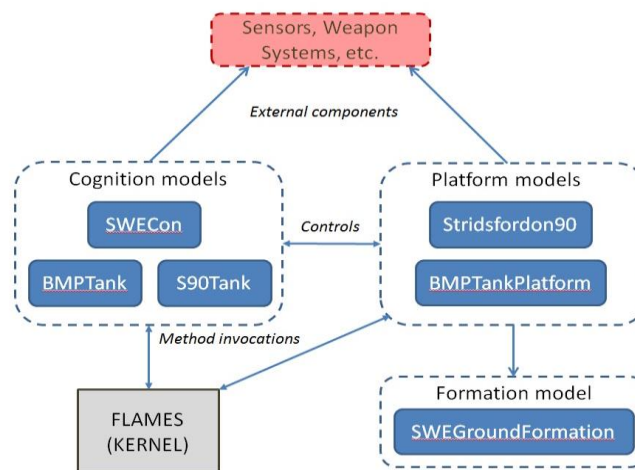 Sensors, Weapon
Systems, etc.
External components
Cognition models
Platform models
SWECon
Stridsfordon90
Controls
BMPTank
S90Tank
BMPTankPlatform
Method invocations
Formation model
FLAMES
(KERNEL)
SWEGroundFormation